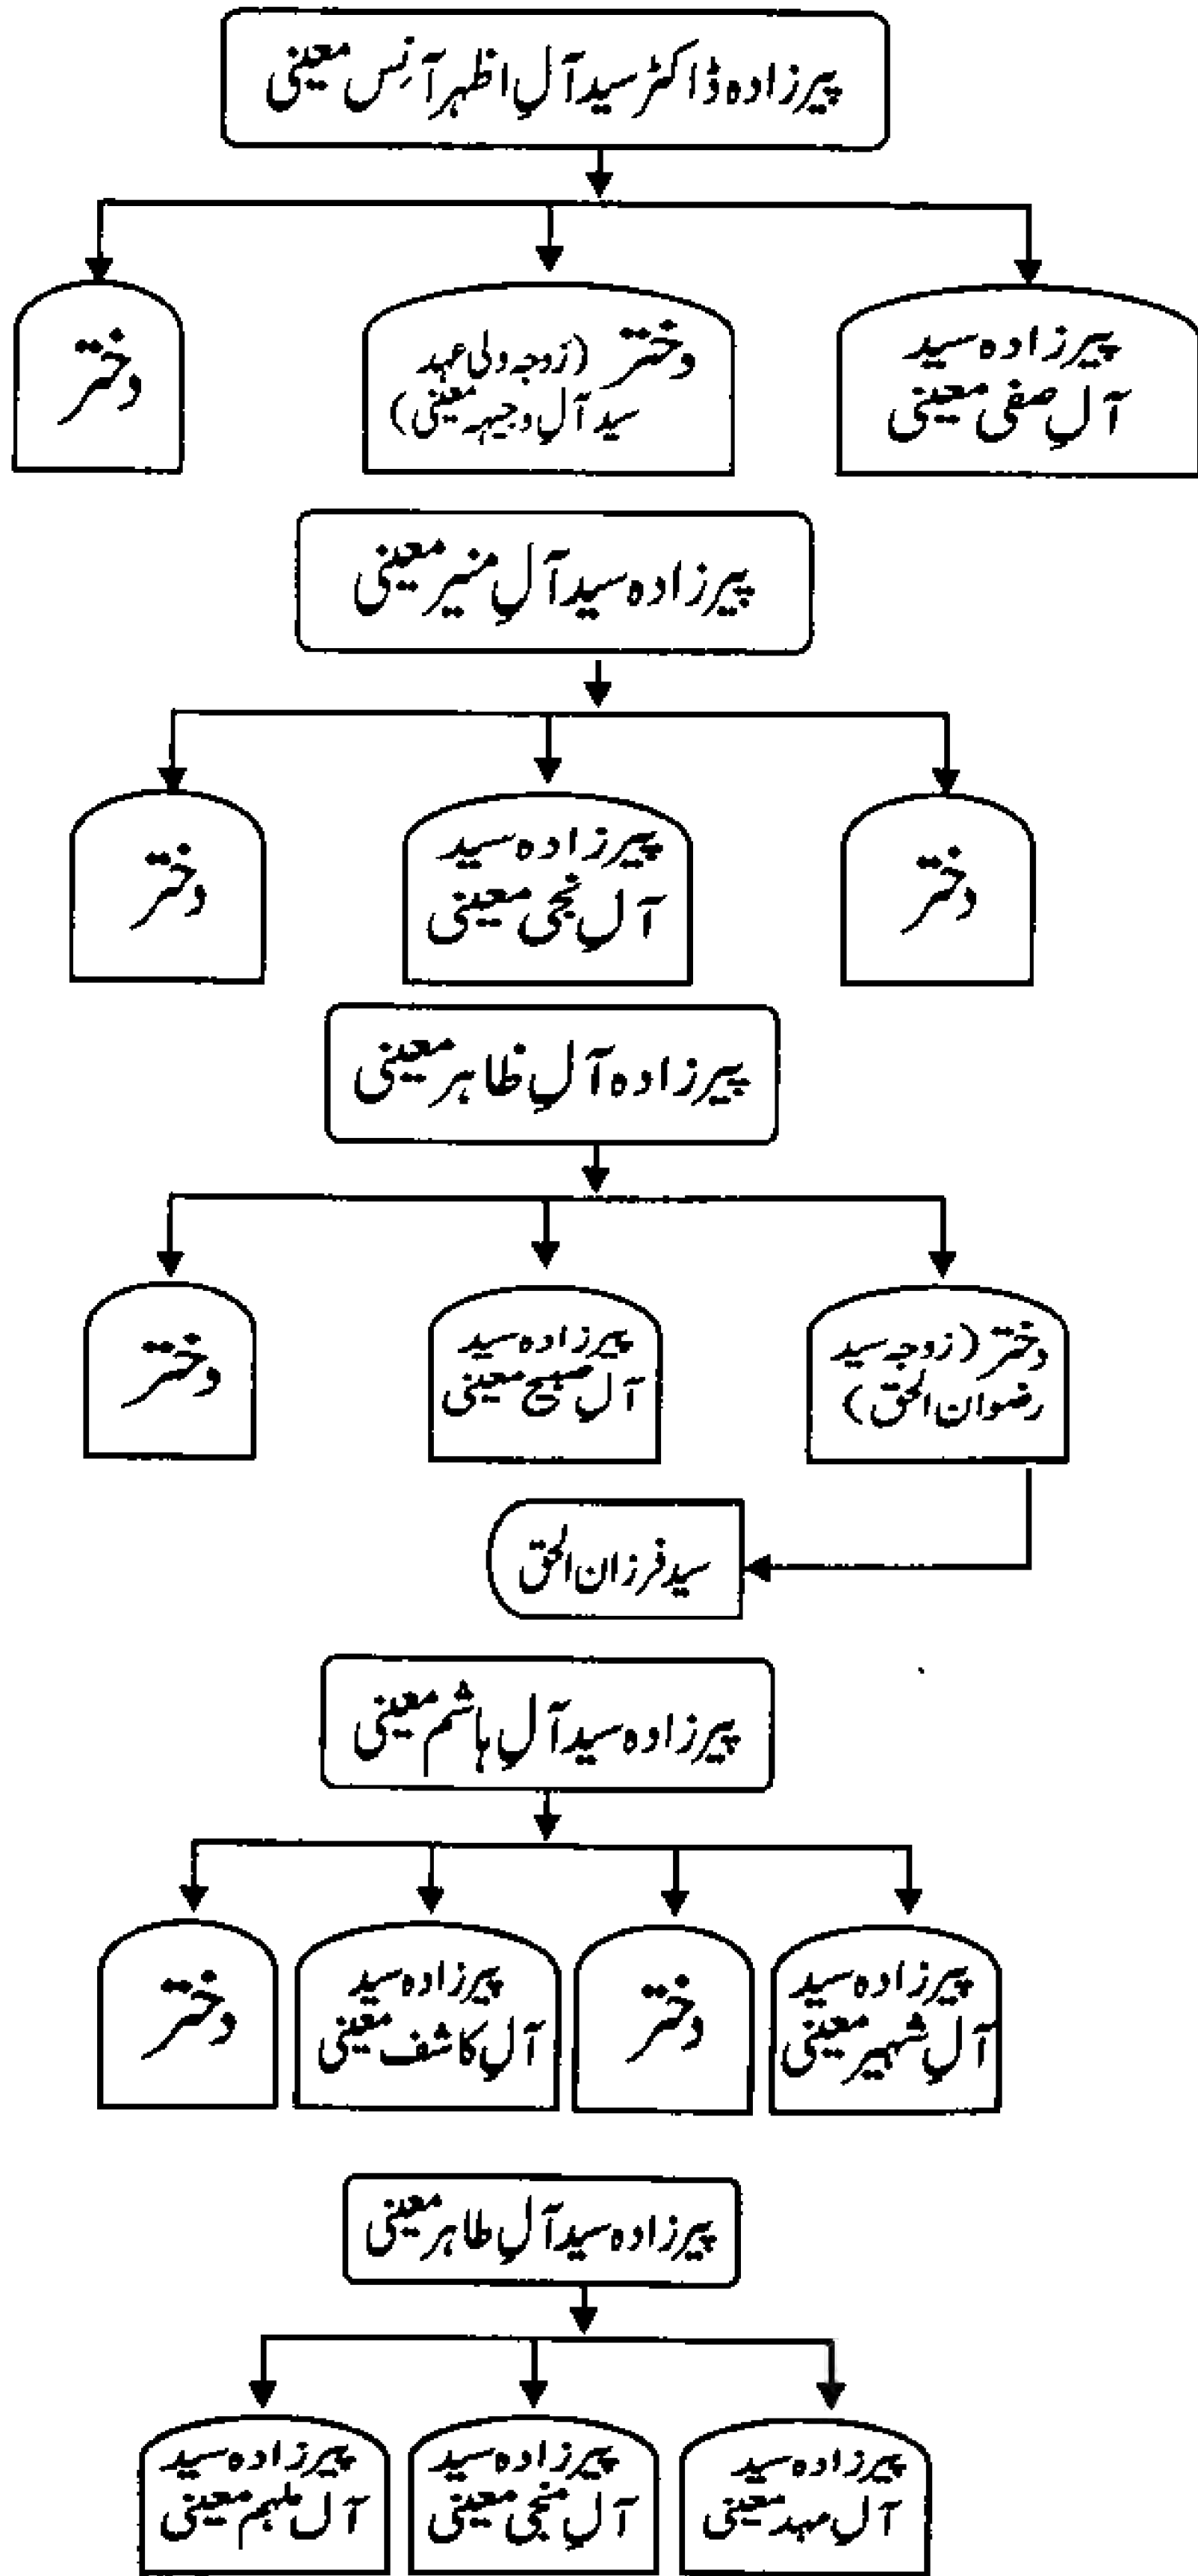 پیرزادہ ڈاکٹر سید آلِ اظہر آنِس معینی
پیرزادہ سید
آلِ صفی معینی
دختر (زوجہ ولی عہد
سید آلِ وجیہہ معینی)
دختر
پیرزادہ سید آلِ منیر معینی
دختر
پیرزادہ سید
آلِ نجی معینی
دختر
پیرزادہ آلِ ظاہر معینی
دختر (زوجہ سید
رضوان الحق)
پیرزادہ سید
آلِ صبیح معینی
دختر
سید فرزان الحق
پیرزادہ سید آلِ ہاشم معینی
پیرزادہ سید
آلِ شہیر معینی
دختر
پیرزادہ سید
آلِ کاشف معینی
دختر
پیرزادہ سید آلِ طاہر معینی
پیرزادہ سید
آلِ مہد معینی
پیرزادہ سید
آلِ منجی معینی
پیرزادہ سید
آلِ ملہم معینی